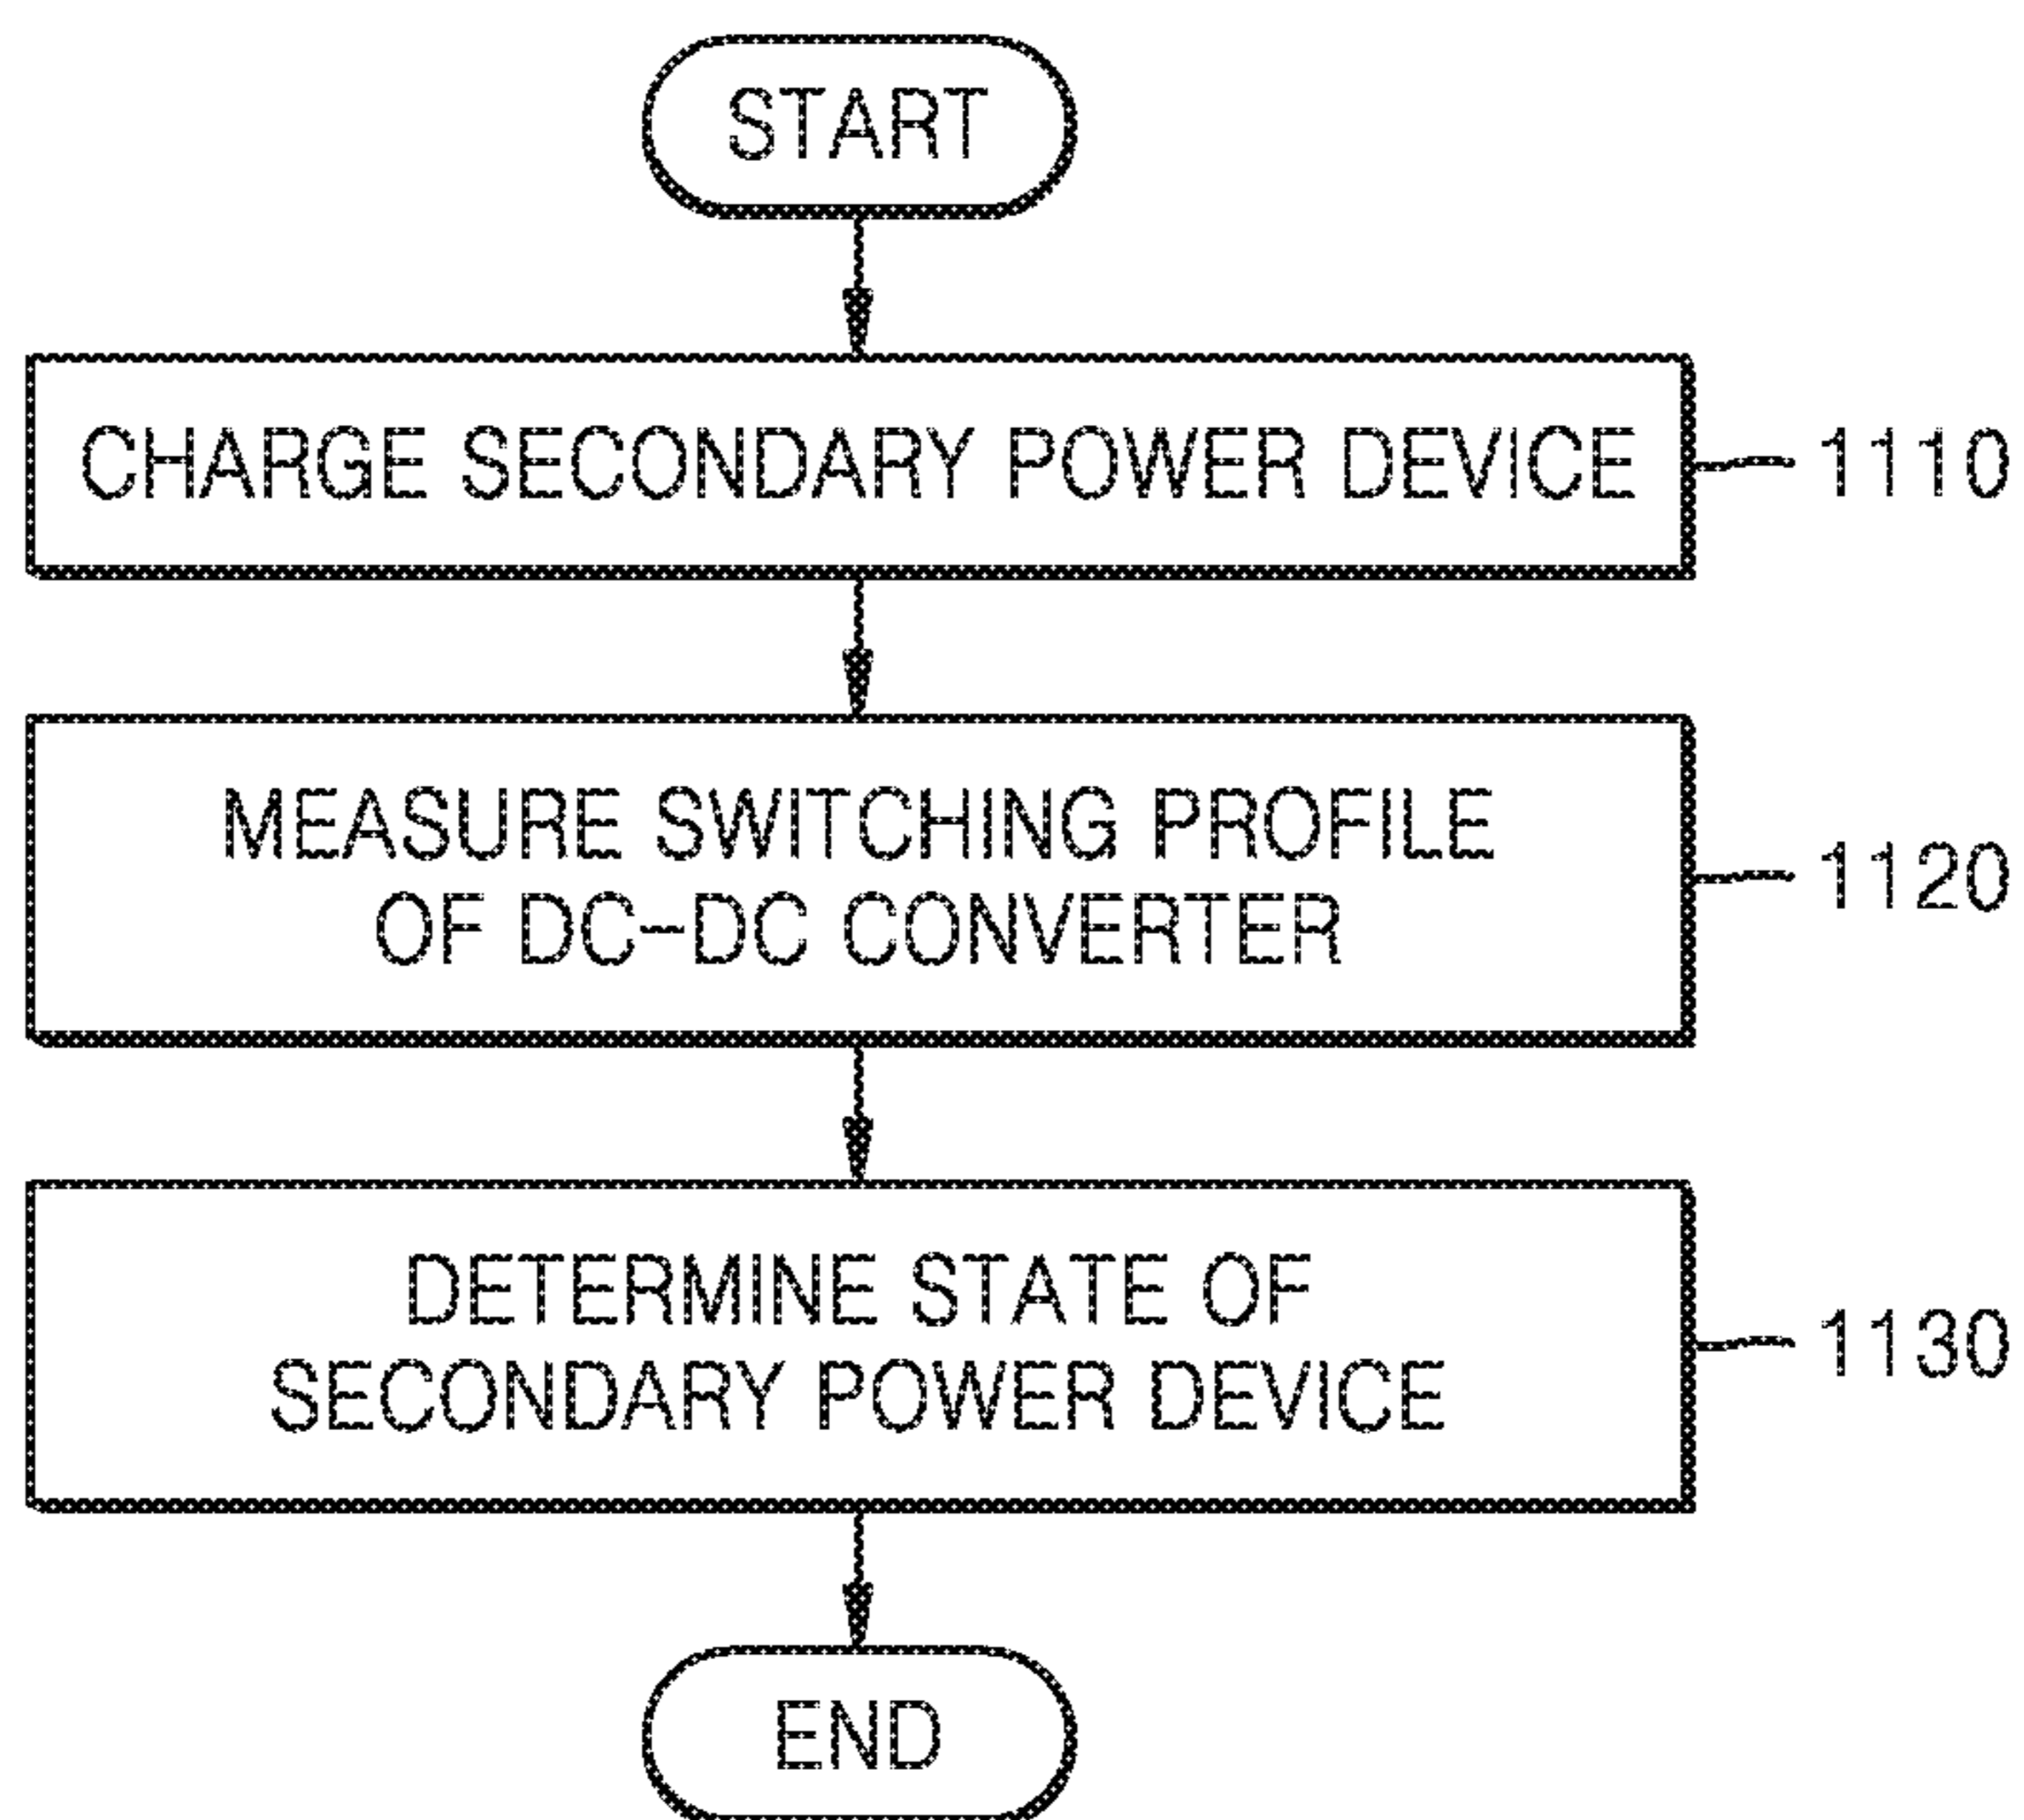 START
CHARGE SECONDARY POWER DEVICE
1110
MEASURE SWITCHING PROFILE
OF DC-DC CONVERTER
1120
DETERMINE STATE OF
SECONDARY POWER DEVICE
1130
END